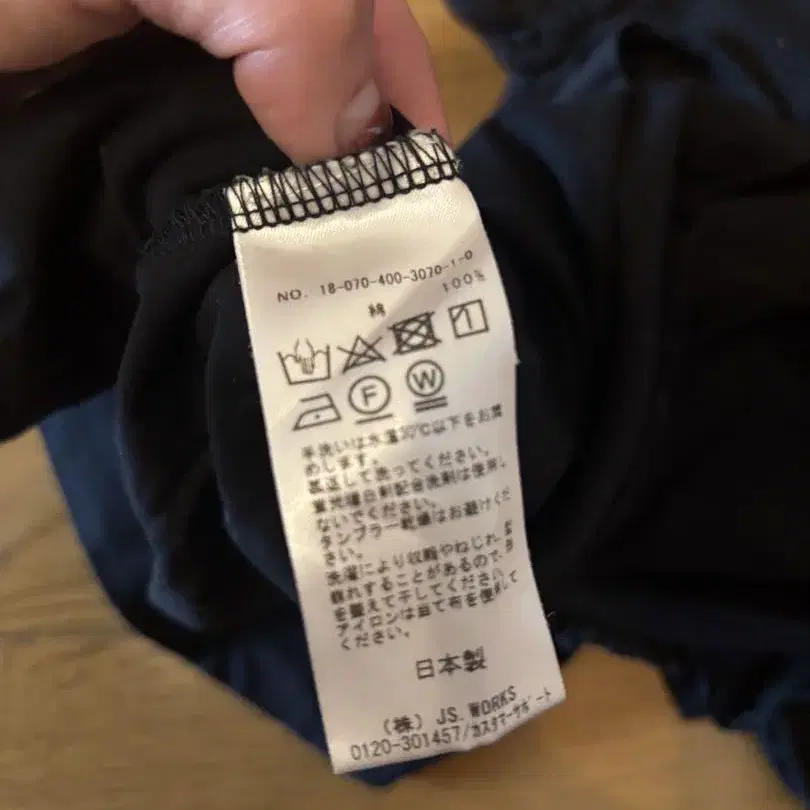 NO. 18-070-400-3070-1-0
綿 100%
F W
手洗いは水温30℃以下をお薦
めします。
裏返して洗ってください。
蛍光増白剤配合洗剤は使用し
ないでください。
タンブラー乾燥はお避けくだ
さい。
洗濯により収縮やねじれ、型
崩れすることがあるので、形
を整えて干してください。
アイロンは当て布を使用して
ください。
日本製
(株) JS. WORKS
0120-301457/カスタマーサポート